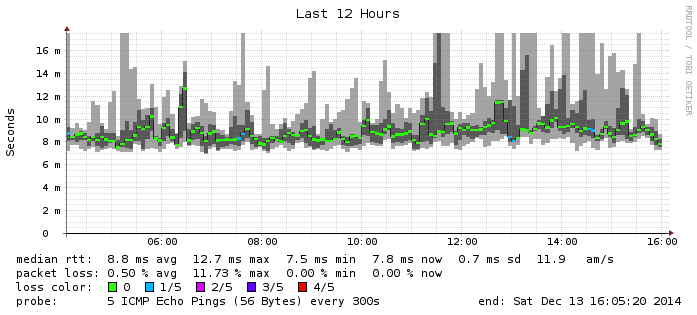 Last 12 Hours
RRDTOOL / TOBI OETIKER
Seconds
16 m
14 m
12 m
10 m
8 m
6 m
4 m
2 m
0
06:00 08:00 10:00 12:00 14:00 16:00
median rtt: 8.8 ms avg 12.7 ms max 7.5 ms min 7.8 ms now 0.7 ms sd 11.9 am/s
packet loss: 0.50 % avg 11.73 % max 0.00 % min 0.00 % now
loss color: 0 1/5 2/5 3/5 4/5
probe: 5 ICMP Echo Pings (56 Bytes) every 300s end: Sat Dec 13 16:05:20 2014